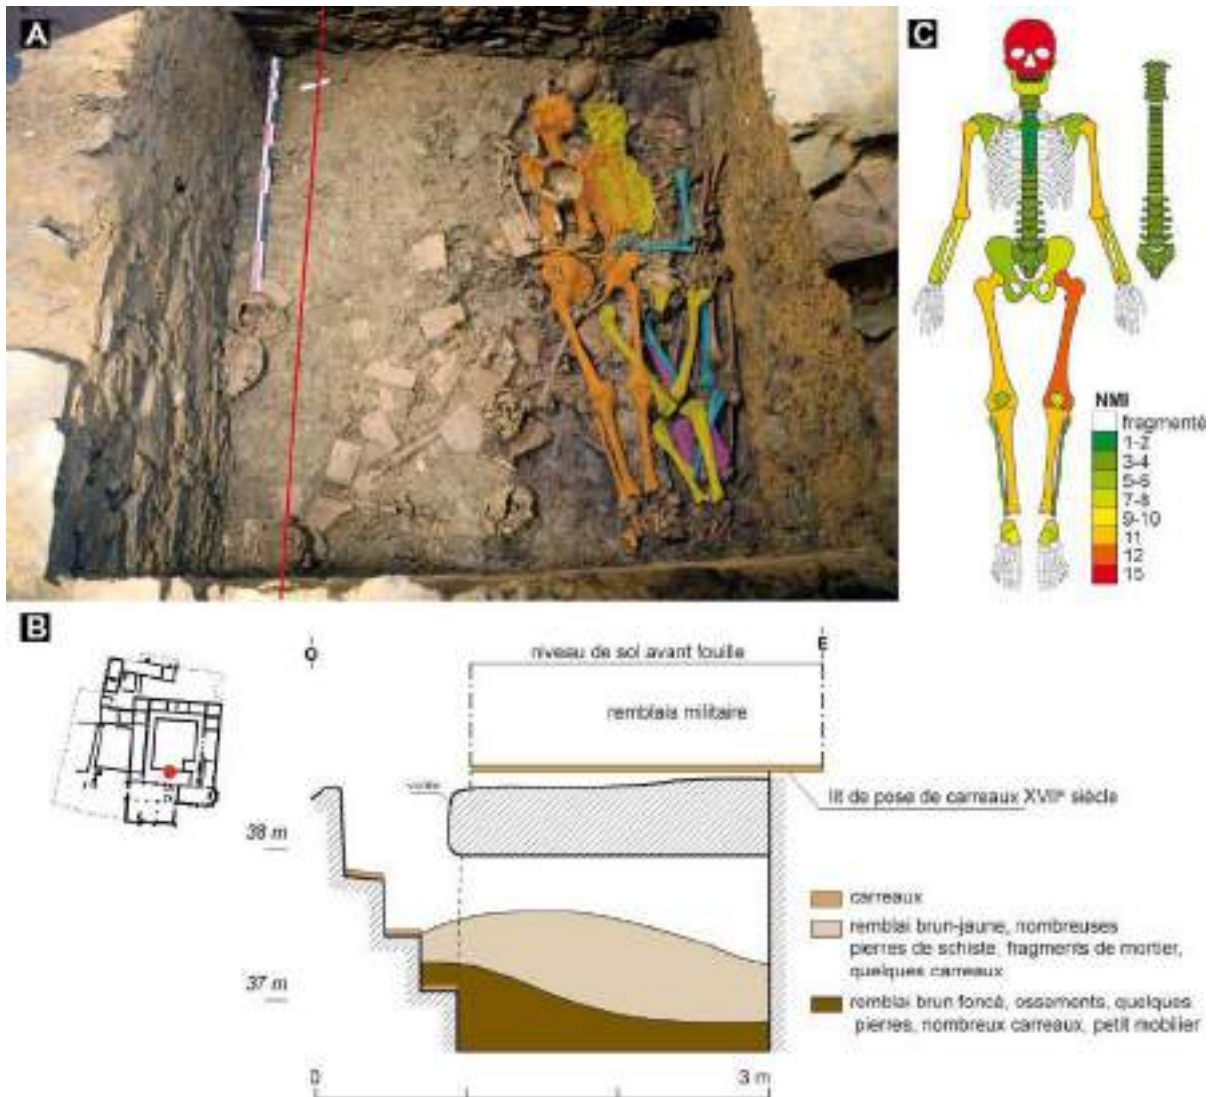 A
C
NMI
fragmenté
1-2
3-4
5-6
7-8
9-10
11
12
15
B
O
E
niveau de sol avant fouille
remblais militaire
voûte
lit de pose de carreaux XVIIe siècle
38 m
carreaux
remblai brun-jaune, nombreuses
pierres de schiste, fragments de mortier,
quelques carreaux
37 m
remblai brun foncé, ossements, quelques
pierres, nombreux carreaux, petit mobilier
0
3 m